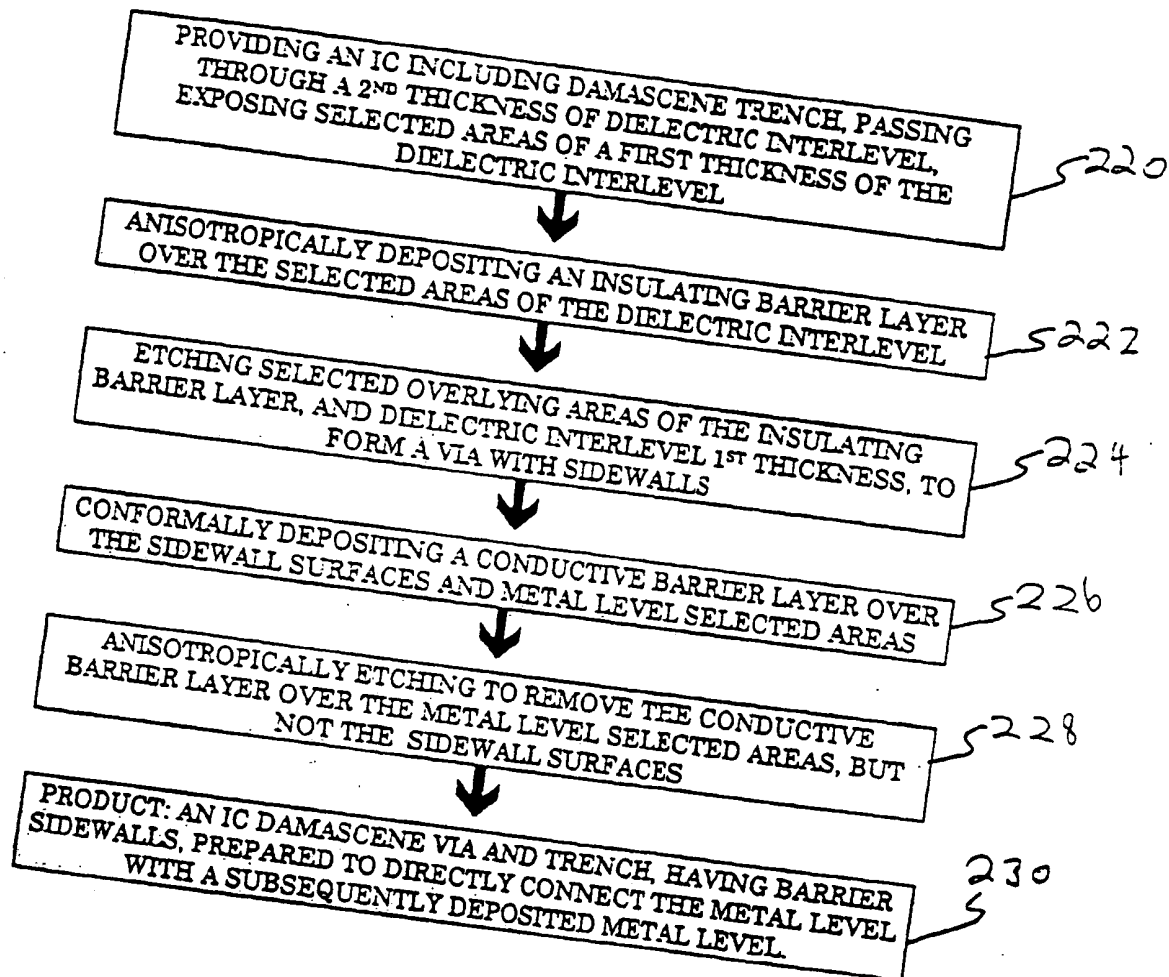 PROVIDING AN IC INCLUDING DAMASCENE TRENCH, PASSING
THROUGH A 2ND THICKNESS OF DIELECTRIC INTERLEVEL,
EXPOSING SELECTED AREAS OF A FIRST THICKNESS OF THE
DIELECTRIC INTERLEVEL
220
ANISOTROPICALLY DEPOSITING AN INSULATING BARRIER LAYER
OVER THE SELECTED AREAS OF THE DIELECTRIC INTERLEVEL
222
ETCHING SELECTED OVERLYING AREAS OF THE INSULATING
BARRIER LAYER, AND DIELECTRIC INTERLEVEL 1ST THICKNESS, TO
FORM A VIA WITH SIDEWALLS
224
CONFORMALLY DEPOSITING A CONDUCTIVE BARRIER LAYER OVER
THE SIDEWALL SURFACES AND METAL LEVEL SELECTED AREAS
226
ANISOTROPICALLY ETCHING TO REMOVE THE CONDUCTIVE
BARRIER LAYER OVER THE METAL LEVEL SELECTED AREAS, BUT
NOT THE SIDEWALL SURFACES
228
PRODUCT: AN IC DAMASCENE VIA AND TRENCH, HAVING BARRIER
SIDEWALLS, PREPARED TO DIRECTLY CONNECT THE METAL LEVEL
WITH A SUBSEQUENTLY DEPOSITED METAL LEVEL.
230